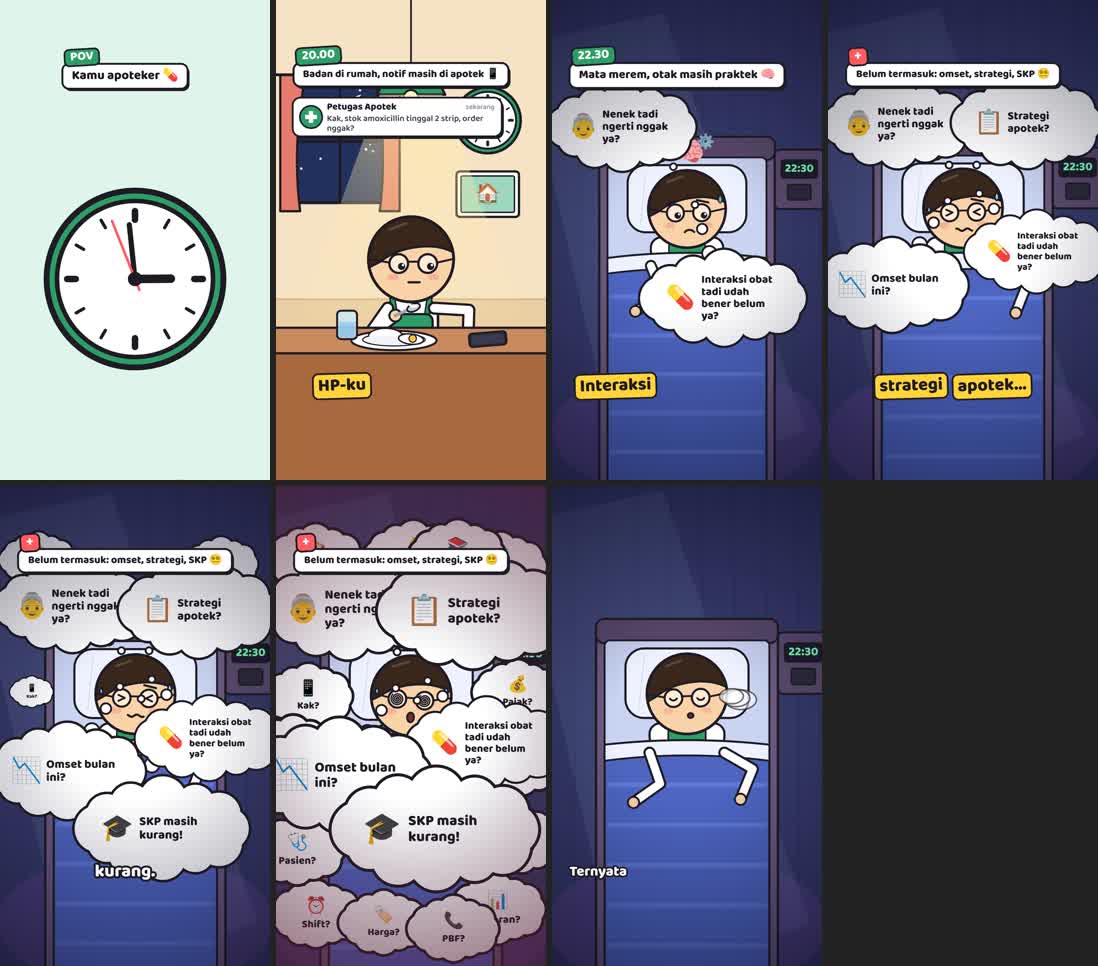 POV
Kamu apoteker 💊
20.00
Badan di rumah, notif masih di apotek 📱
Petugas Apotek
sekarang
Kak, stok amoxicillin tinggal 2 strip, order
nggak?
HP-ku
22.30
Mata merem, otak masih praktek 🧠
Nenek tadi
ngerti nggak
ya?
22:30
Interaksi obat
tadi udah
bener belum
ya?
Interaksi
+
Belum termasuk: omset, strategi, SKP 😵‍💫
Nenek tadi
ngerti nggak
ya?
Strategi
apotek?
22:30
Interaksi obat
tadi udah
bener belum
ya?
Omset bulan
ini?
strategi apotek...
+
Belum termasuk: omset, strategi, SKP 😵‍💫
Nenek tadi
ngerti nggak
ya?
Strategi
apotek?
22:30
Kak?
Interaksi obat
tadi udah
bener belum
ya?
Omset bulan
ini?
SKP masih
kurang!
kurang.
+
Belum termasuk: omset, strategi, SKP 😵‍💫
Nenek tad
ngerti ng
ya?
Strategi
apotek?
Kak?
Pajak?
Interaksi obat
tadi udah
bener belum
ya?
Omset bulan
ini?
SKP masih
kurang!
Pasien?
Shift?
Harga?
PBF?
ran?
22:30
Ternyata